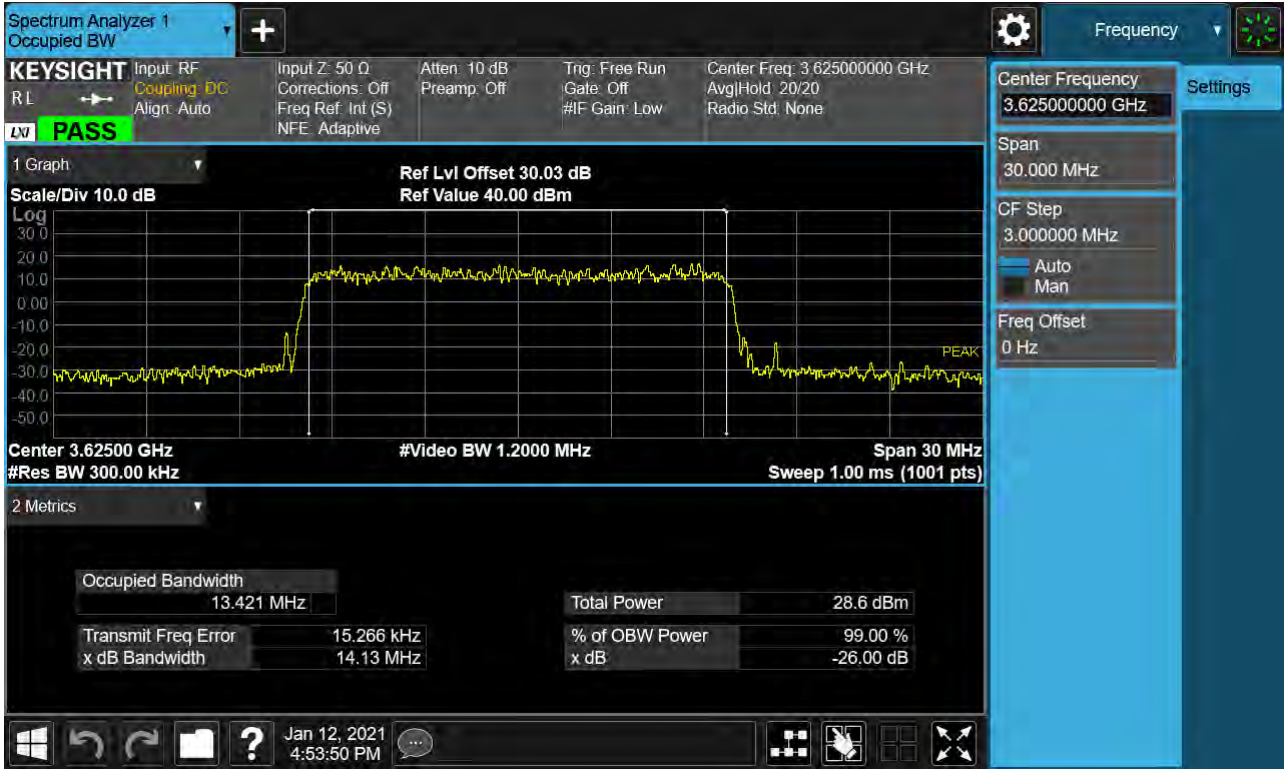 Spectrum Analyzer 1
Occupied BW
Frequency
KEYSIGHT
RL
LXI PASS
Input: RF
Coupling: DC
Align: Auto
Input Z: 50 Ω
Corrections: Off
Freq Ref: Int (S)
NFE: Adaptive
Atten: 10 dB
Preamp: Off
Trig: Free Run
Gate: Off
#IF Gain: Low
Center Freq: 3.625000000 GHz
Avg|Hold: 20/20
Radio Std: None
Center Frequency
3.625000000 GHz
Settings
Span
30.000 MHz
CF Step
3.000000 MHz
Auto
Man
Freq Offset
0 Hz
1 Graph
Scale/Div 10.0 dB
Ref Lvl Offset 30.03 dB
Ref Value 40.00 dBm
Log
30.0
20.0
10.0
0.00
-10.0
-20.0
-30.0
-40.0
-50.0
PEAK
Center 3.62500 GHz
#Video BW 1.2000 MHz
Span 30 MHz
#Res BW 300.00 kHz
Sweep 1.00 ms (1001 pts)
2 Metrics
Occupied Bandwidth
13.421 MHz
Total Power 28.6 dBm
Transmit Freq Error 15.266 kHz
% of OBW Power 99.00 %
x dB Bandwidth 14.13 MHz
x dB -26.00 dB
?
Jan 12, 2021
4:53:50 PM